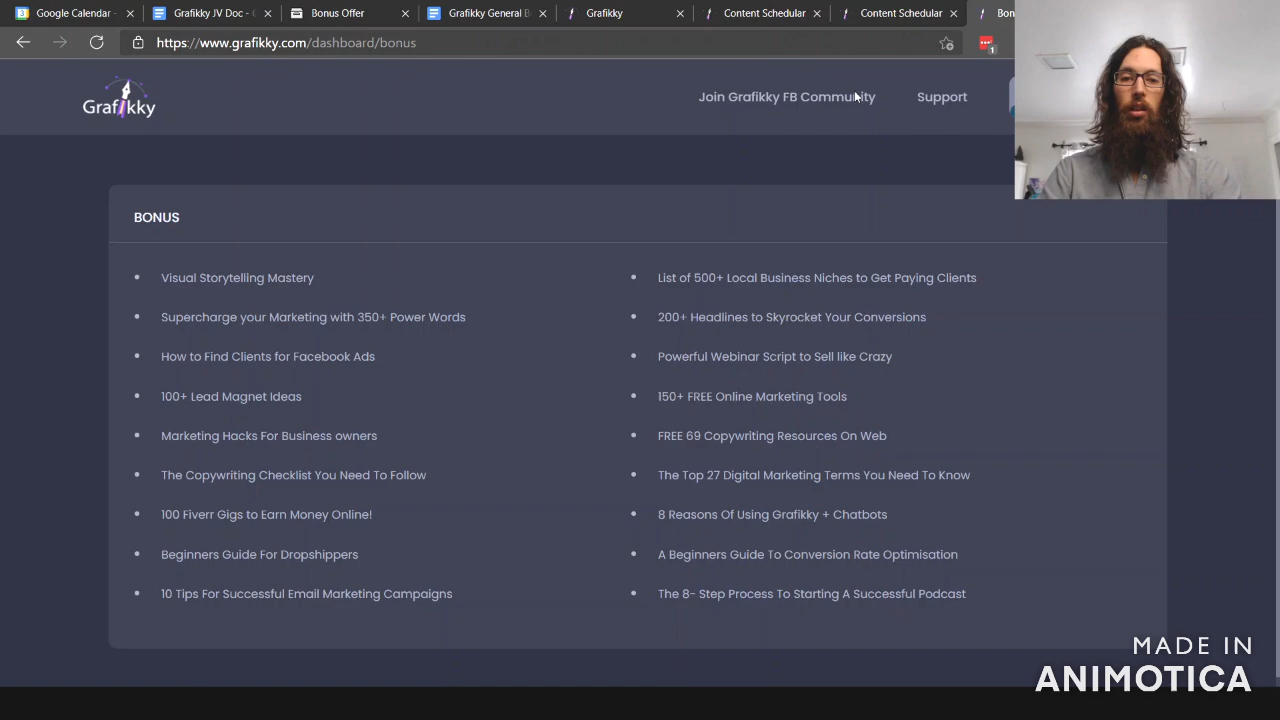 Google Calendar -
Grafikky JV Doc -
Bonus Offer
Grafikky General B
Grafikky
Content Schedular
Content Schedular
Bon
https://www.grafikky.com/dashboard/bonus
1
Grafikky
Join Grafikky FB Community
Support
BONUS
Visual Storytelling Mastery
List of 500+ Local Business Niches to Get Paying Clients
Supercharge your Marketing with 350+ Power Words
200+ Headlines to Skyrocket Your Conversions
How to Find Clients for Facebook Ads
Powerful Webinar Script to Sell like Crazy
100+ Lead Magnet Ideas
150+ FREE Online Marketing Tools
Marketing Hacks For Business owners
FREE 69 Copywriting Resources On Web
The Copywriting Checklist You Need To Follow
The Top 27 Digital Marketing Terms You Need To Know
100 Fiverr Gigs to Earn Money Online!
8 Reasons Of Using Grafikky + Chatbots
Beginners Guide For Dropshippers
A Beginners Guide To Conversion Rate Optimisation
10 Tips For Successful Email Marketing Campaigns
The 8- Step Process To Starting A Successful Podcast
MADE IN
ANIMOTICA